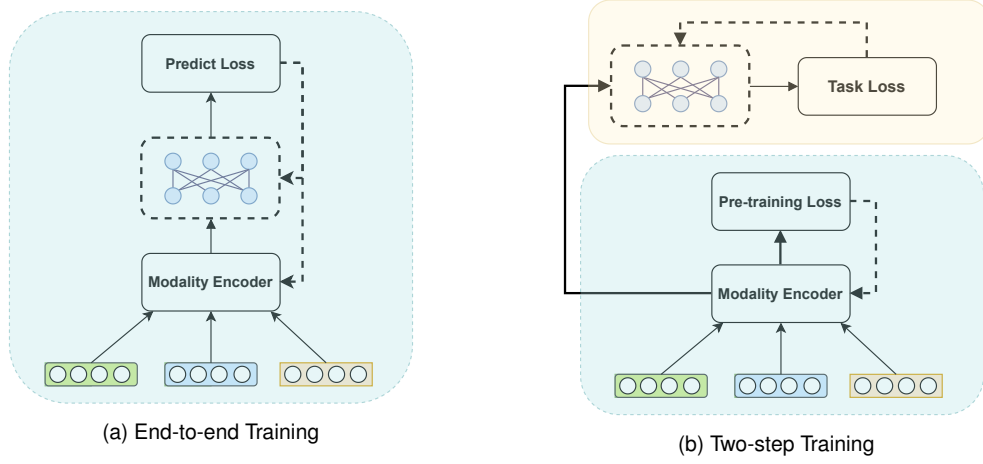 Predict Loss
Modality Encoder
(a) End-to-end Training
Task Loss
Pre-training Loss
Modality Encoder
(b) Two-step Training